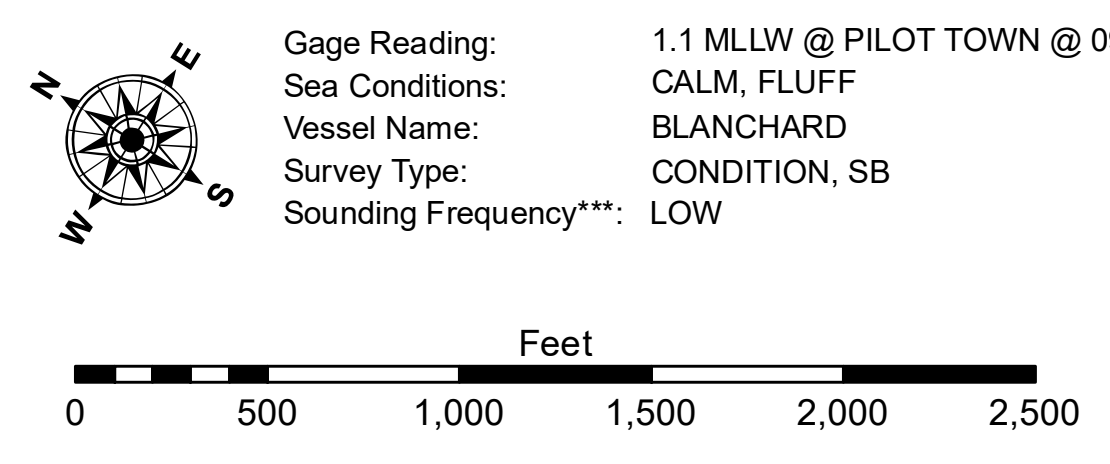 N
E
S
W
Gage Reading: 1.1 MLLW @ PILOT TOWN @ 09
Sea Conditions: CALM, FLUFF
Vessel Name: BLANCHARD
Survey Type: CONDITION, SB
Sounding Frequency***: LOW
Feet
0 500 1,000 1,500 2,000 2,500